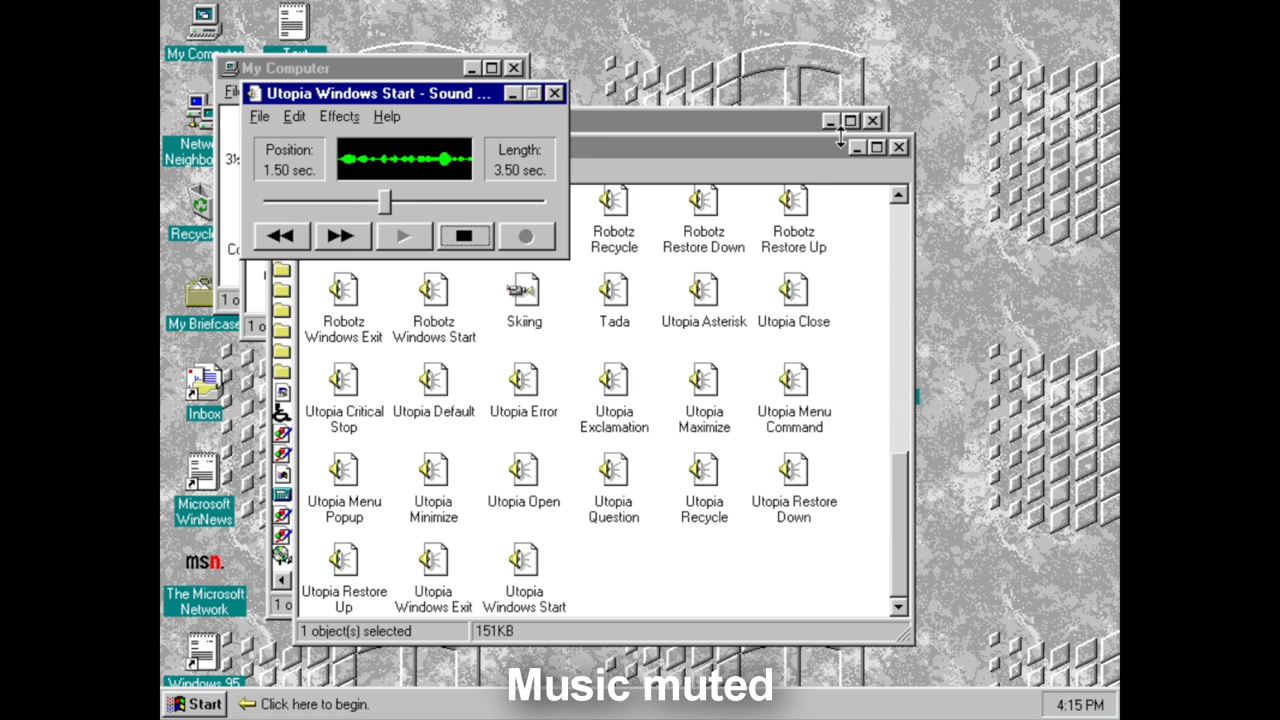 My Computer
Text
My Computer
Utopia Windows Start - Sound ...
File Edit Effects Help
Position:
1.50 sec.
Length:
3.50 sec.
Recycle
My Briefcase
Inbox
Microsoft
WinNews
msn.
The Microsoft
Network
Windows 95
Robotz
Recycle
Robotz
Restore Down
Robotz
Restore Up
Robotz
Windows Exit
Robotz
Windows Start
Skiing
Tada
Utopia Asterisk
Utopia Close
Utopia Critical
Stop
Utopia Default
Utopia Error
Utopia
Exclamation
Utopia
Maximize
Utopia Menu
Command
Utopia Menu
Popup
Utopia
Minimize
Utopia Open
Utopia
Question
Utopia
Recycle
Utopia Restore
Down
Utopia Restore
Up
Utopia
Windows Exit
Utopia
Windows Start
1 object(s) selected
151KB
Music muted
Start
Click here to begin.
4:15 PM